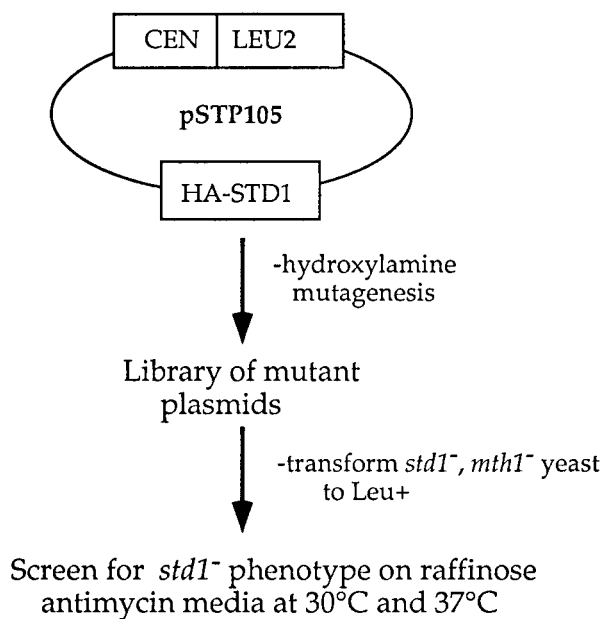 CEN LEU2
pSTP105
HA-STD1
-hydroxylamine
mutagenesis
Library of mutant
plasmids
-transform std1⁻, mth1⁻ yeast
to Leu+
Screen for std1⁻ phenotype on raffinose
antimycin media at 30°C and 37°C